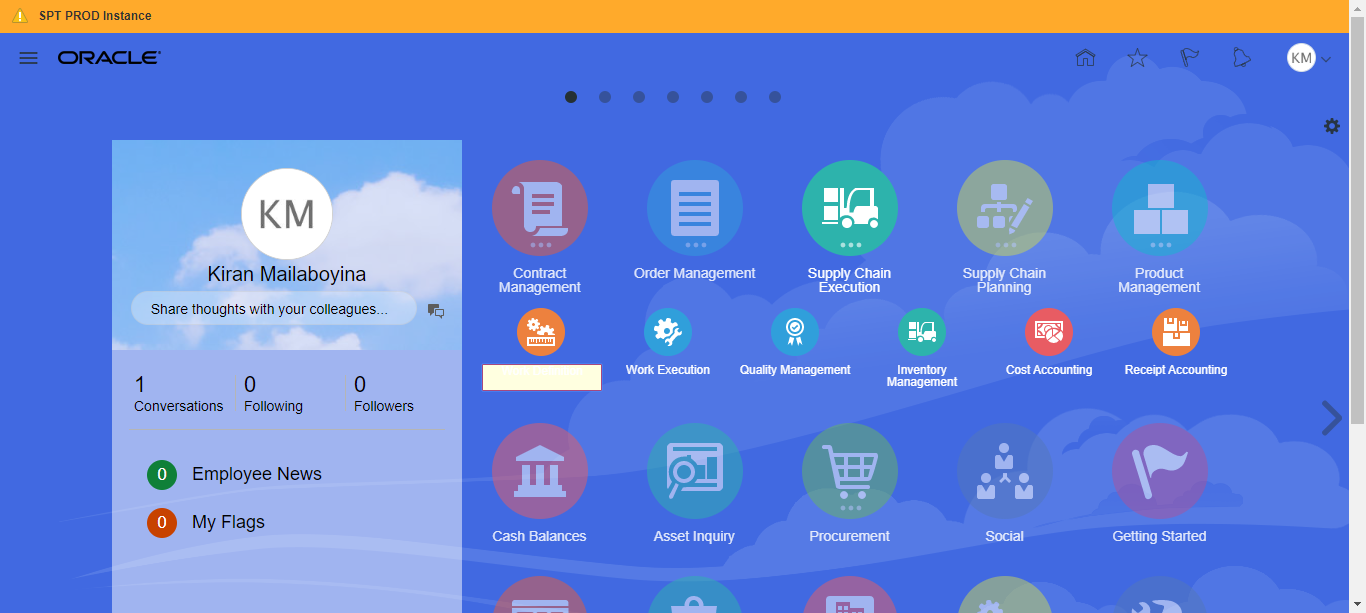 SPT PROD Instance
ORACLE
KM
KM
Kiran Mailaboyina
Share thoughts with your colleagues...
1
Conversations
0
Following
0
Followers
0 Employee News
0 My Flags
Contract
Management
Order Management
Supply Chain
Execution
Supply Chain
Planning
Product
Management
Work Execution
Quality Management
Inventory
Management
Cost Accounting
Receipt Accounting
Cash Balances
Asset Inquiry
Procurement
Social
Getting Started